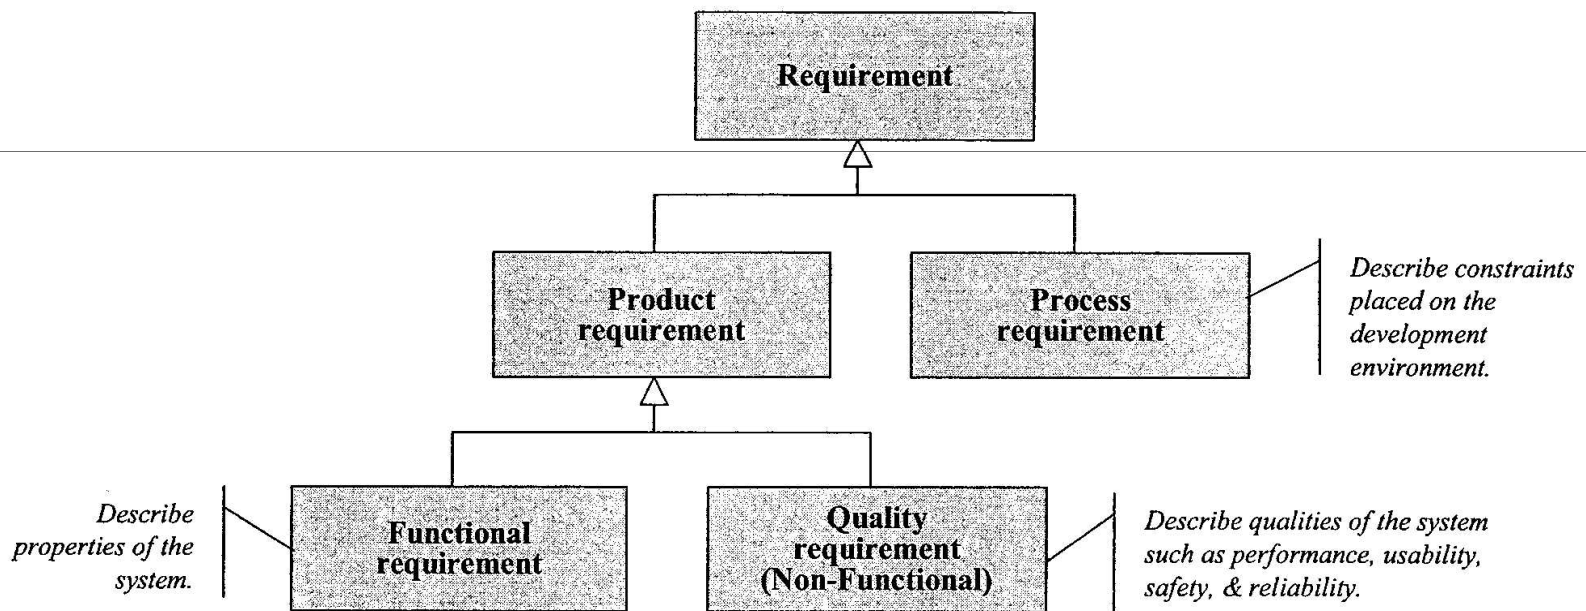 Requirement
Product
requirement
Process
requirement
Describe constraints
placed on the
development
environment.
Describe
properties of the
system.
Functional
requirement
Quality
requirement
(Non-Functional)
Describe qualities of the system
such as performance, usability,
safety, & reliability.